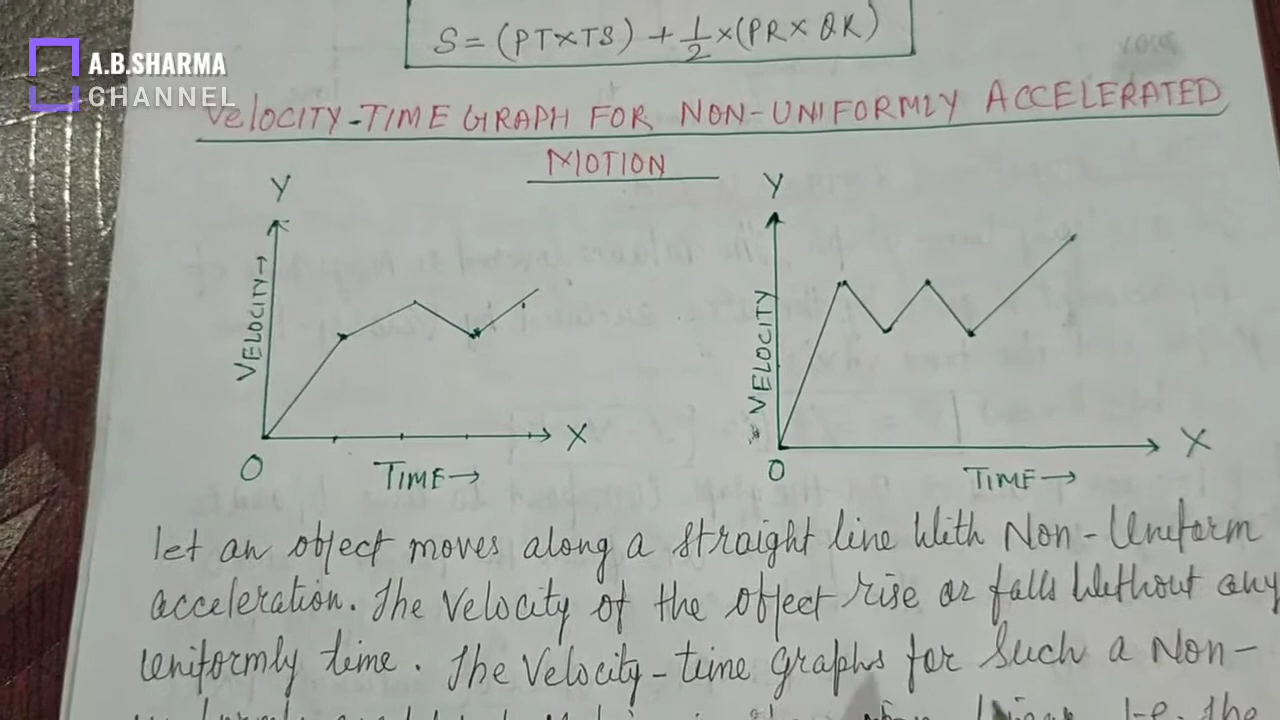 S = (PT×TS) + 1/2 × (PR × QK)
A.B.SHARMA
CHANNEL
VELOCITY-TIME GRAPH FOR NON-UNIFORMLY ACCELERATED
MOTION
Y
VELOCITY→
O
TIME→
X
Y
VELOCITY
O
TIME→
X
let an object moves along a straight line With Non-Uniform
acceleration. The Velocity of the object rise or falls Without any
uniformly time. The Velocity-time graphs for Such a Non-
the